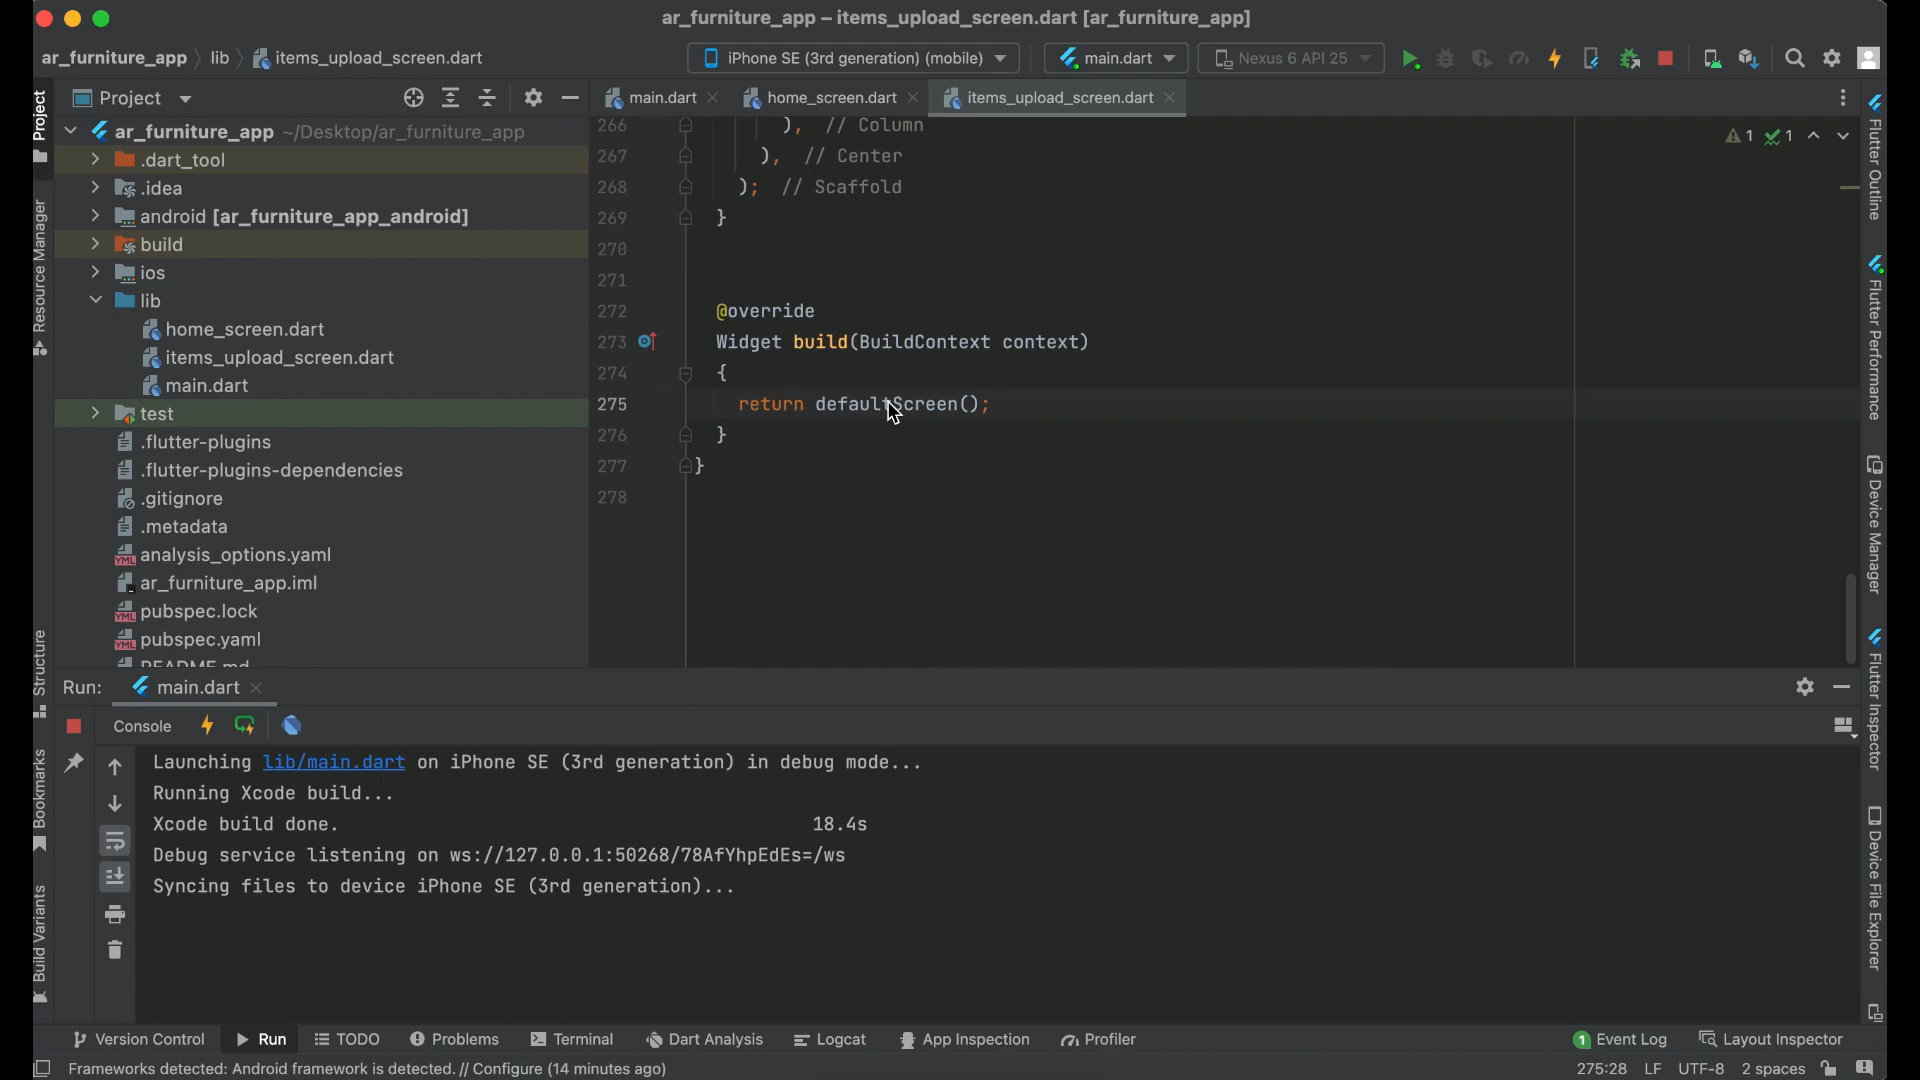 ar_furniture_app – items_upload_screen.dart [ar_furniture_app]
ar_furniture_app lib items_upload_screen.dart
iPhone SE (3rd generation) (mobile) main.dart Nexus 6 API 25
Project
main.dart home_screen.dart items_upload_screen.dart
ar_furniture_app ~/Desktop/ar_furniture_app
.dart_tool
.idea
android [ar_furniture_app_android]
build
ios
lib
home_screen.dart
items_upload_screen.dart
main.dart
test
.flutter-plugins
.flutter-plugins-dependencies
.gitignore
.metadata
analysis_options.yaml
ar_furniture_app.iml
pubspec.lock
pubspec.yaml
README.md
266 ), // Column
267 ), // Center
268 ); // Scaffold
269 }
270
271
272 @override
273 Widget build(BuildContext context)
274 {
275 return defaultScreen();
276 }
277 }
278
1 1
Project
Resource Manager
Structure
Bookmarks
Build Variants
Flutter Outline
Flutter Performance
Device Manager
Flutter Inspector
Device File Explorer
Run: main.dart
Console
Launching lib/main.dart on iPhone SE (3rd generation) in debug mode...
Running Xcode build...
Xcode build done. 18.4s
Debug service listening on ws://127.0.0.1:50268/78AfYhpEdEs=/ws
Syncing files to device iPhone SE (3rd generation)...
Version Control Run TODO Problems Terminal Dart Analysis Logcat App Inspection Profiler 1 Event Log Layout Inspector
Frameworks detected: Android framework is detected. // Configure (14 minutes ago) 275:28 LF UTF-8 2 spaces